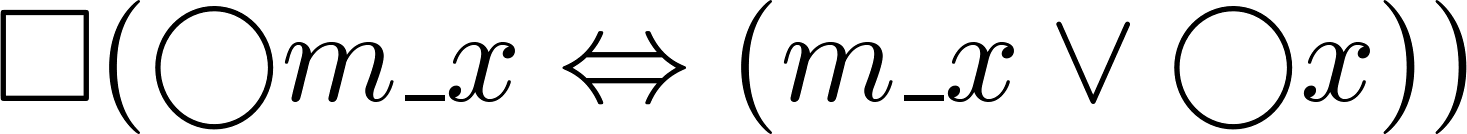 □(◯m_x ⇔ (m_x ∨ ◯x))